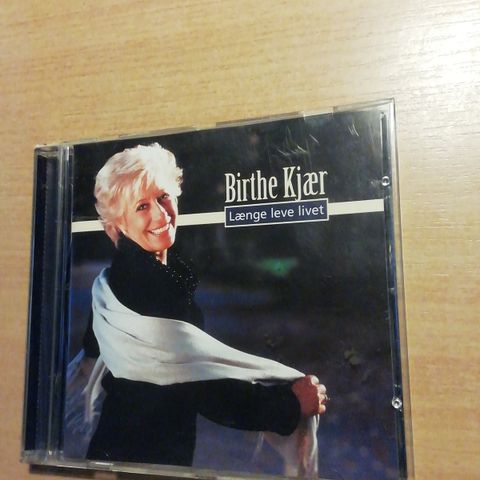 Birthe Kjær
Længe leve livet